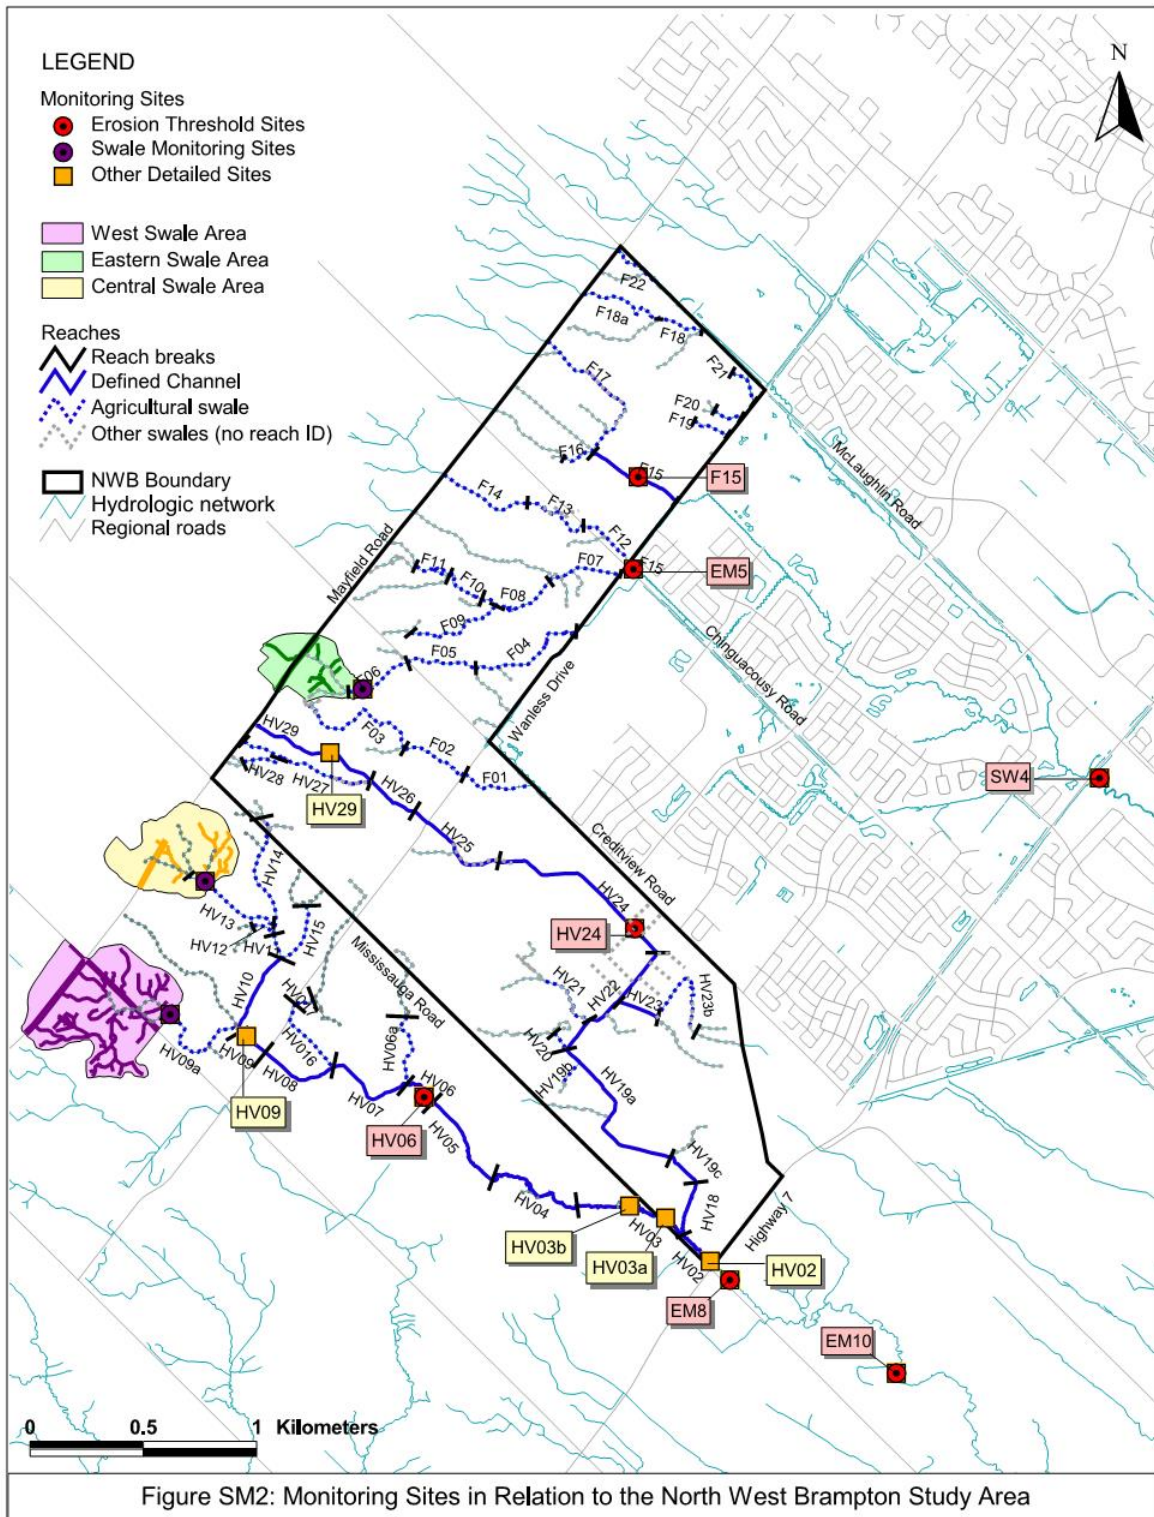 LEGEND
Monitoring Sites
Erosion Threshold Sites
Swale Monitoring Sites
Other Detailed Sites
West Swale Area
Eastern Swale Area
Central Swale Area
Reaches
Reach breaks
Defined Channel
Agricultural swale
Other swales (no reach ID)
NWB Boundary
Hydrologic network
Regional roads
N
F22
F18a
F18
F21
F17
F20
F19
F16
F15
F15
McLaughlin Road
F14
F13
F12
Mayfield Road
F11
F10
F08
F07
F15
EM5
F09
F05
F04
F06
Chinguacousy Road
Wanless Drive
HV29
F03
F02
F01
HV28
HV27
HV26
HV29
SW4
HV25
HV14
Creditview Road
HV24
HV24
HV13
HV12
HV15
HV10
Mississauga Road
HV21
HV22
HV23
HV23b
HV016
HV06a
HV20
HV09a
HV09
HV08
HV19b
HV19a
HV07
HV06
HV09
HV06
HV05
HV19c
HV04
HV18
HV03
Highway 7
HV03b
HV03a
HV02
HV02
EM8
EM10
0 0.5 1 Kilometers
Figure SM2: Monitoring Sites in Relation to the North West Brampton Study Area